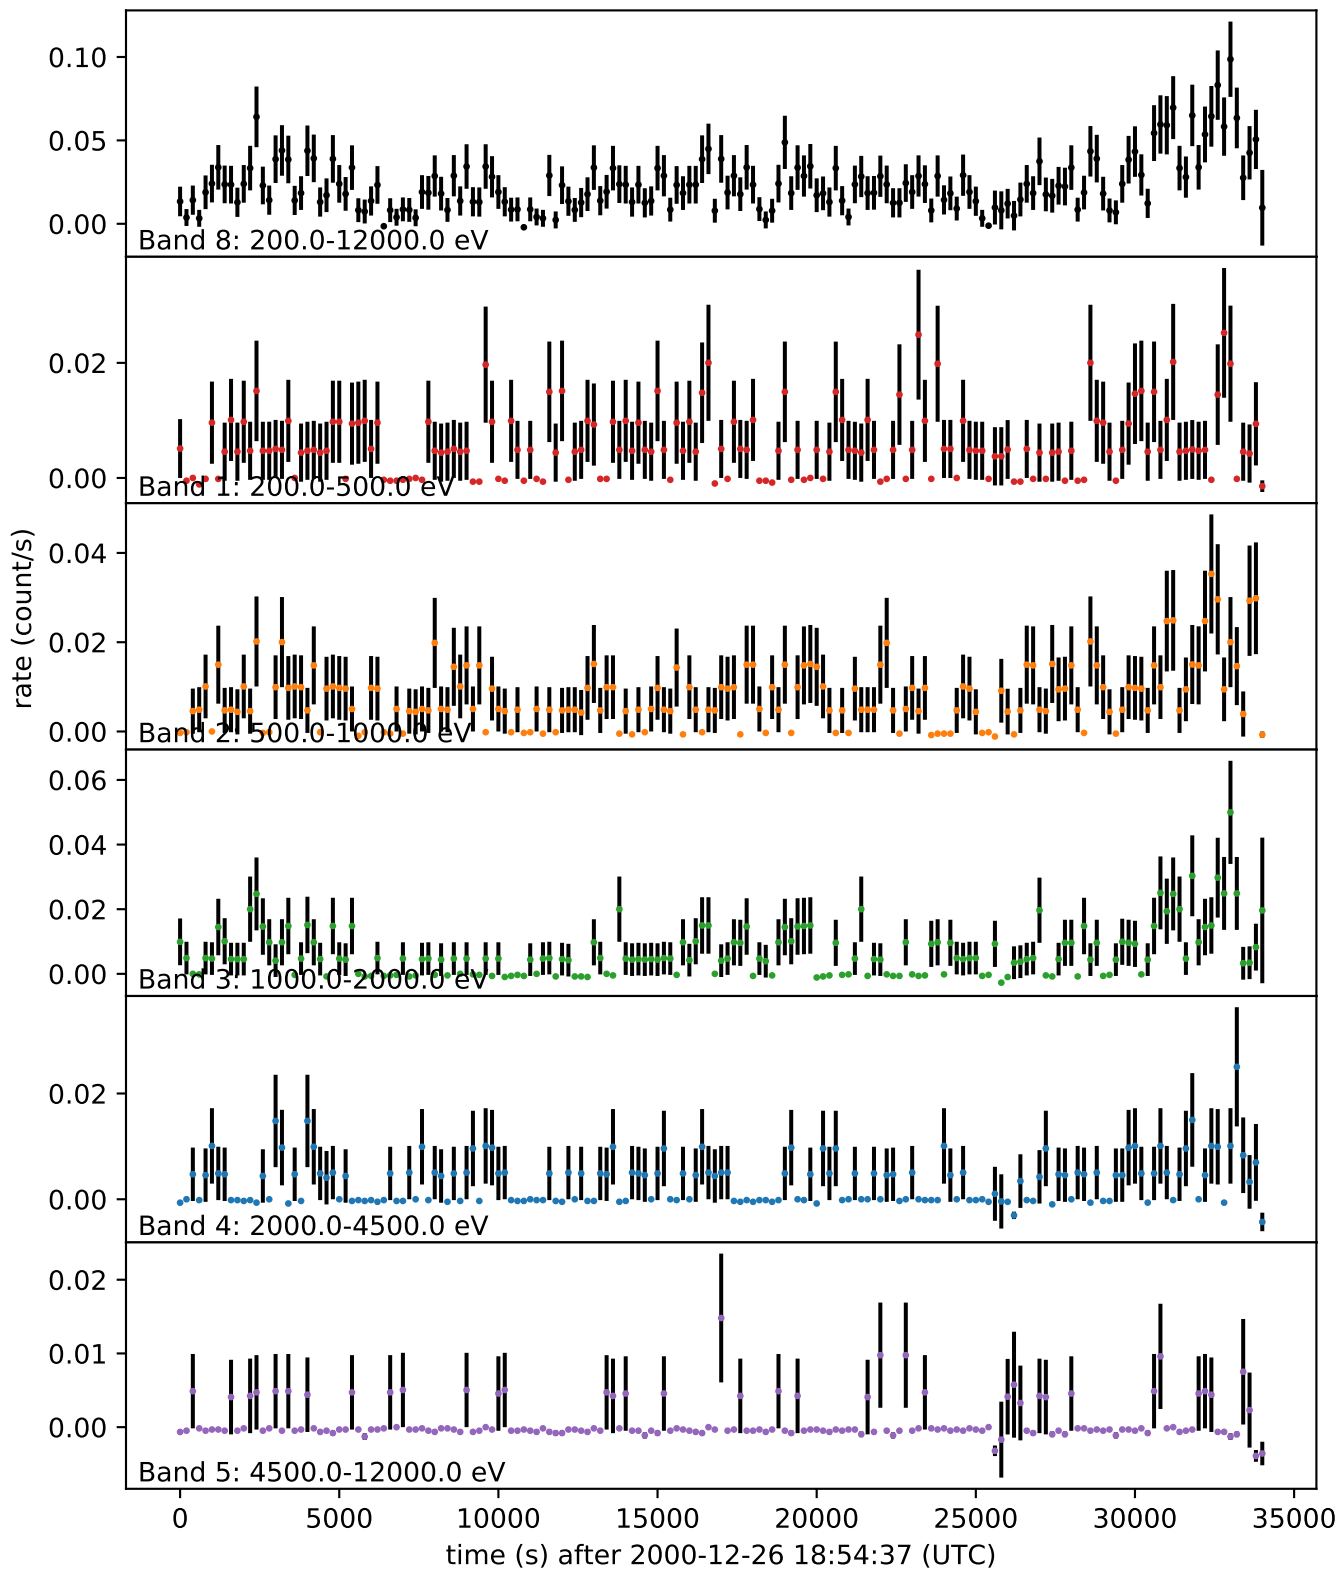 0.10
0.05
0.00
Band 8: 200.0-12000.0 eV
0.02
0.00
Band 1: 200.0-500.0 eV
0.04
0.02
0.00
Band 2: 500.0-1000.0 eV
0.06
0.04
0.02
0.00
Band 3: 1000.0-2000.0 eV
0.02
0.00
Band 4: 2000.0-4500.0 eV
0.02
0.01
0.00
Band 5: 4500.0-12000.0 eV
rate (count/s)
0 5000 10000 15000 20000 25000 30000 35000
time (s) after 2000-12-26 18:54:37 (UTC)